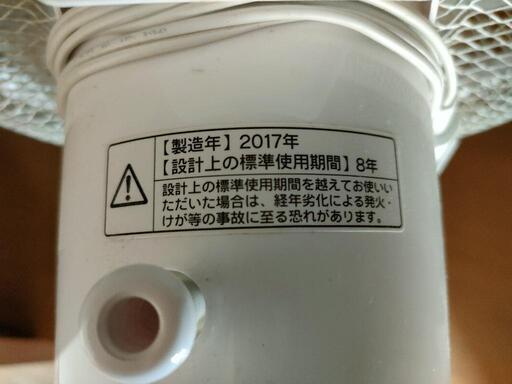 【製造年】2017年
【設計上の標準使用期間】8年
設計上の標準使用期間を越えてお使いい
ただいた場合は、経年劣化による発火・
けが等の事故に至る恐れがあります。